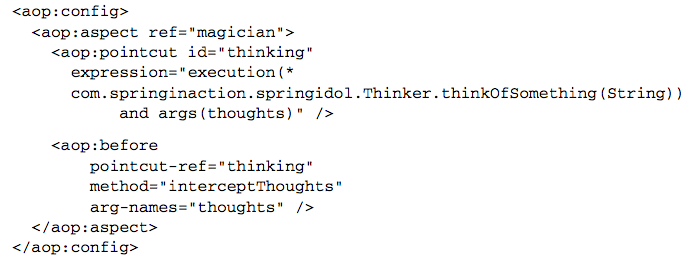 <aop:config>
  <aop:aspect ref="magician">
    <aop:pointcut id="thinking"
      expression="execution(*
      com.springinaction.springidol.Thinker.thinkOfSomething(String))
           and args(thoughts)" />
    <aop:before
        pointcut-ref="thinking"
        method="interceptThoughts"
        arg-names="thoughts" />
  </aop:aspect>
</aop:config>